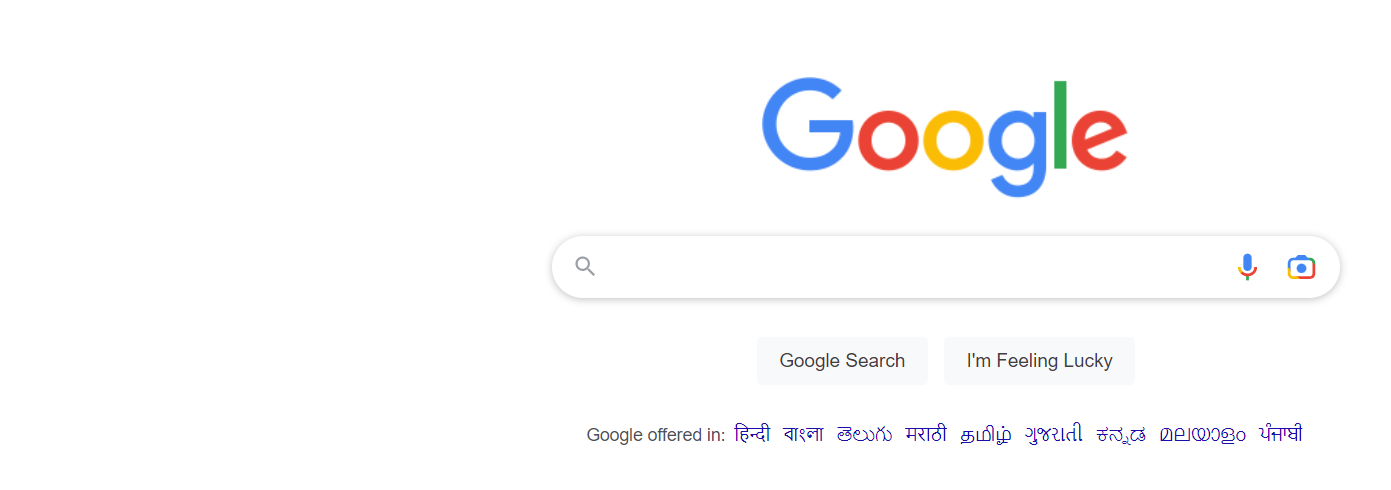 Google
Google Search I'm Feeling Lucky
Google offered in: हिन्दी বাংলা తెలుగు मराठी தமிழ் ગુજરાતી ಕನ್ನಡ മലയാളം ਪੰਜਾਬੀ